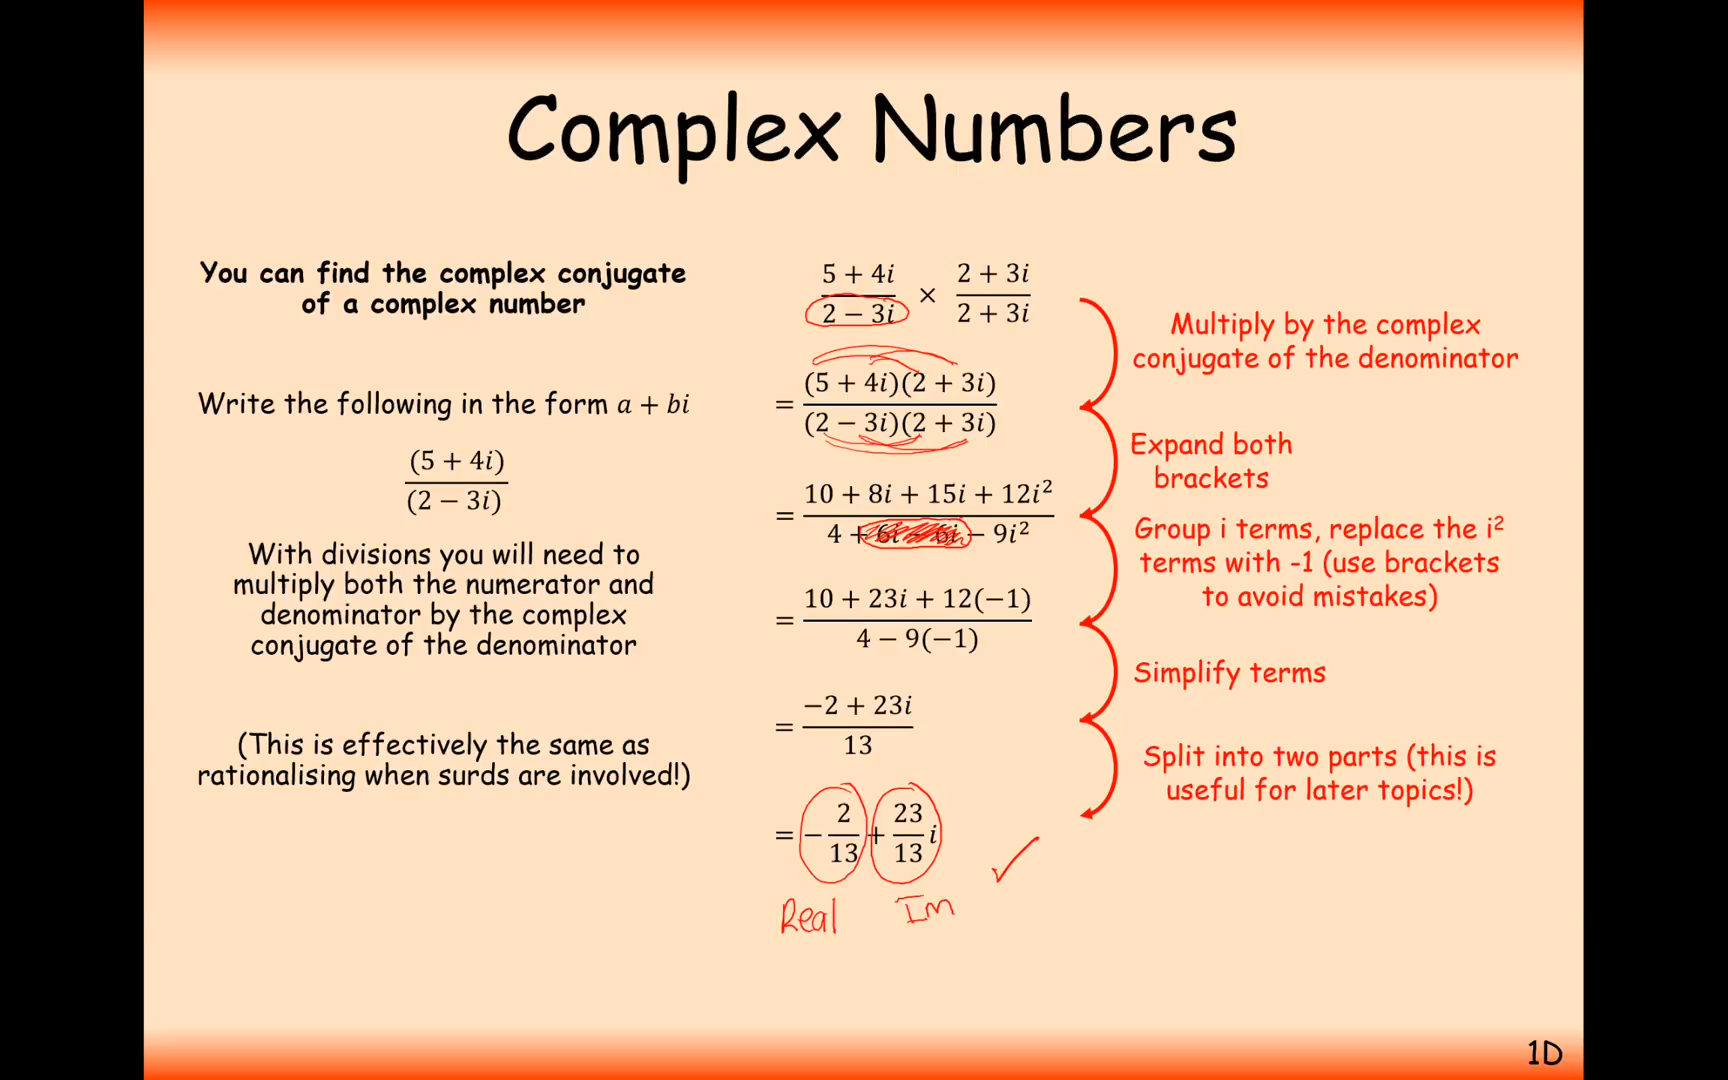 Complex Numbers
You can find the complex conjugate
of a complex number
Write the following in the form a + bi
(5 + 4i)
(2 − 3i)
With divisions you will need to
multiply both the numerator and
denominator by the complex
conjugate of the denominator
(This is effectively the same as
rationalising when surds are involved!)
5 + 4i × 2 + 3i
2 − 3i 2 + 3i
= (5 + 4i)(2 + 3i)
(2 − 3i)(2 + 3i)
= 10 + 8i + 15i + 12i²
4 + 6i − 6i − 9i²
= 10 + 23i + 12(−1)
4 − 9(−1)
= −2 + 23i
13
= − 2 + 23 i
13 13
Real Im
Multiply by the complex
conjugate of the denominator
Expand both
brackets
Group i terms, replace the i²
terms with -1 (use brackets
to avoid mistakes)
Simplify terms
Split into two parts (this is
useful for later topics!)
1D